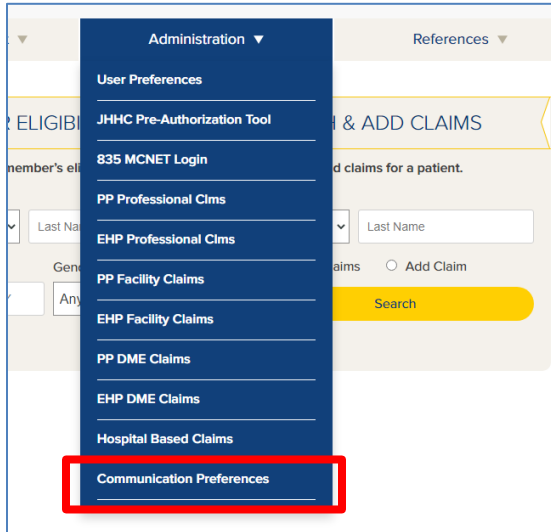 Administration ▼ References ▼
User Preferences
JHHC Pre-Authorization Tool
ELIGIBI & ADD CLAIMS
835 MCNET Login
member's eli d claims for a patient.
PP Professional Clms
Last Na Last Name
EHP Professional Clms
Gen aims Add Claim
PP Facility Claims
Any Search
EHP Facility Claims
PP DME Claims
EHP DME Claims
Hospital Based Claims
Communication Preferences